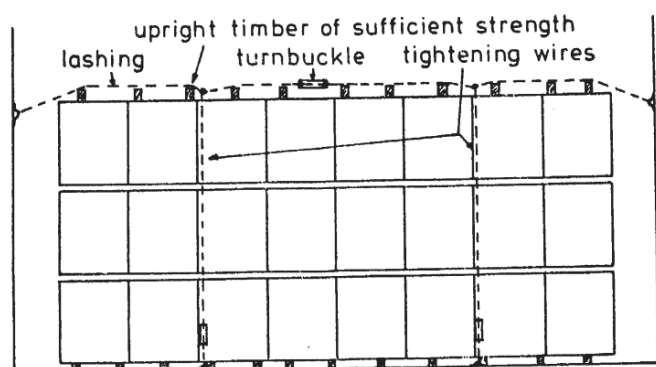 upright timber of sufficient strength
lashing turnbuckle tightening wires